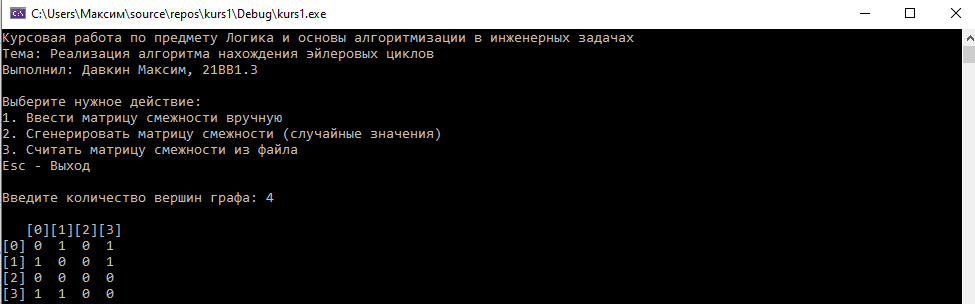 C:\Users\Максим\source\repos\kurs1\Debug\kurs1.exe
Курсовая работа по предмету Логика и основы алгоритмизации в инженерных задачах
Тема: Реализация алгоритма нахождения эйлеровых циклов
Выполнил: Давкин Максим, 21ВВ1.3
Выберите нужное действие:
1. Ввести матрицу смежности вручную
2. Сгенерировать матрицу смежности (случайные значения)
3. Считать матрицу смежности из файла
Esc - Выход
Введите количество вершин графа: 4
[0][1][2][3]
[0] 0 1 0 1
[1] 1 0 0 1
[2] 0 0 0 0
[3] 1 1 0 0